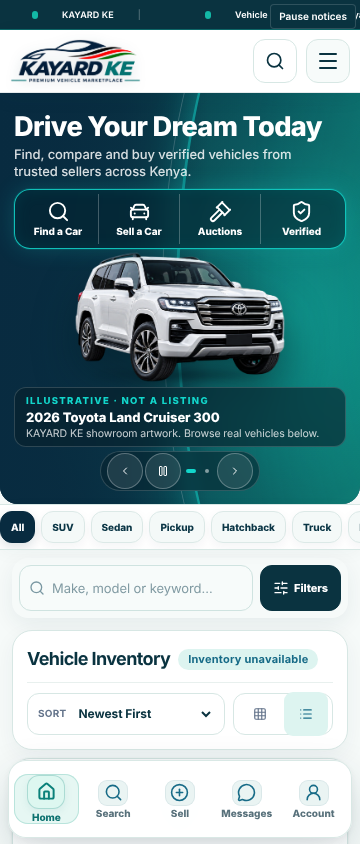 KAYARD KE
Vehicle
Pause notices
KAYARD KE
PREMIUM VEHICLE MARKETPLACE
Drive Your Dream Today
Find, compare and buy verified vehicles from
trusted sellers across Kenya.
Find a Car
Sell a Car
Auctions
Verified
ILLUSTRATIVE · NOT A LISTING
2026 Toyota Land Cruiser 300
KAYARD KE showroom artwork. Browse real vehicles below.
All
SUV
Sedan
Pickup
Hatchback
Truck
Make, model or keyword...
Filters
Vehicle Inventory
Inventory unavailable
SORT
Newest First
Home
Search
Sell
Messages
Account